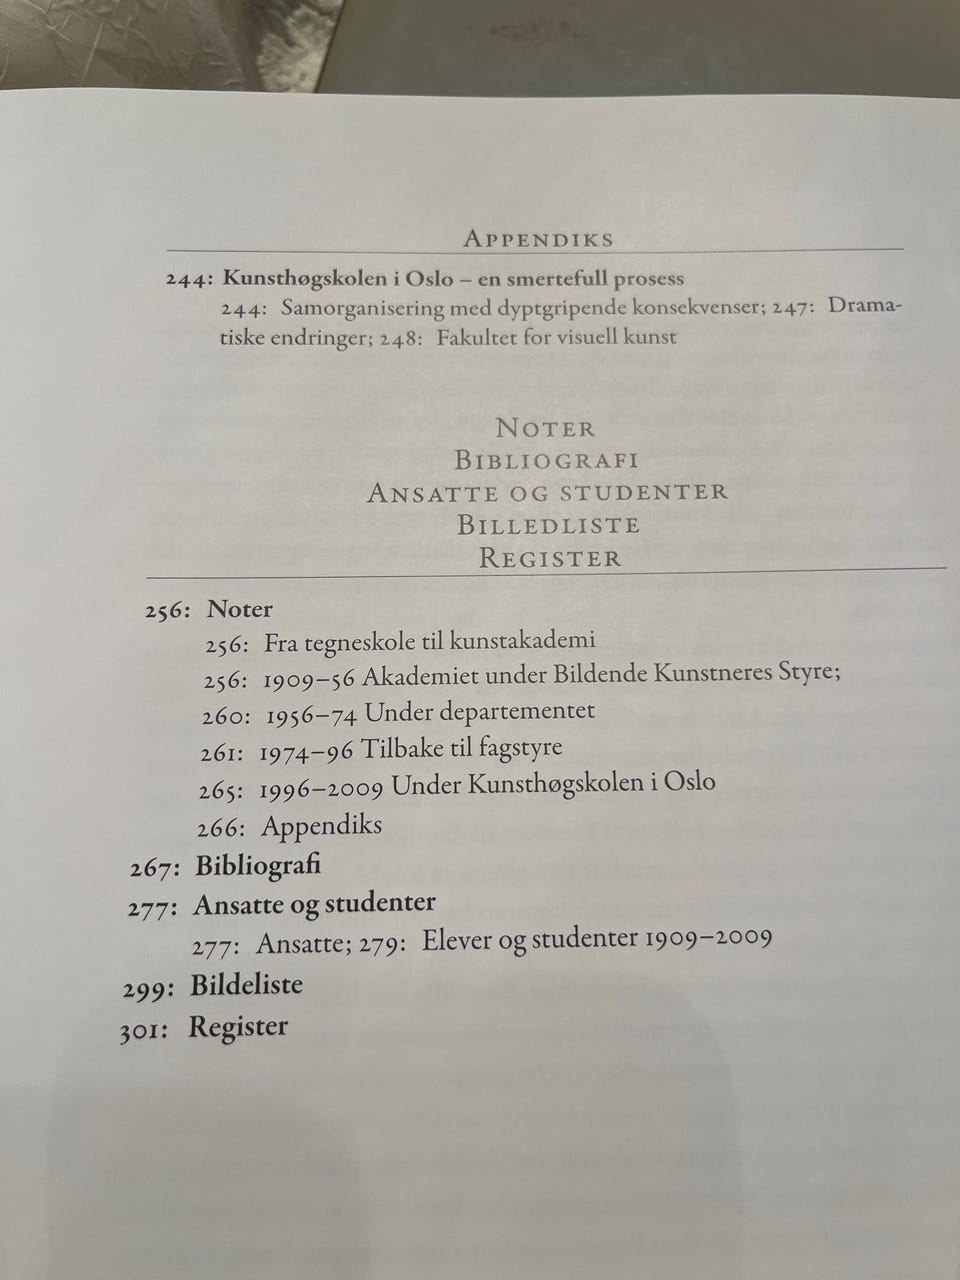 APPENDIKS
244: Kunsthøgskolen i Oslo – en smertefull prosess
244: Samorganisering med dyptgripende konsekvenser; 247: Drama-
tiske endringer; 248: Fakultet for visuell kunst
NOTER
BIBLIOGRAFI
ANSATTE OG STUDENTER
BILLEDLISTE
REGISTER
256: Noter
256: Fra tegneskole til kunstakademi
256: 1909–56 Akademiet under Bildende Kunstneres Styre;
260: 1956–74 Under departementet
261: 1974–96 Tilbake til fagstyre
265: 1996–2009 Under Kunsthøgskolen i Oslo
266: Appendiks
267: Bibliografi
277: Ansatte og studenter
277: Ansatte; 279: Elever og studenter 1909–2009
299: Bildeliste
301: Register